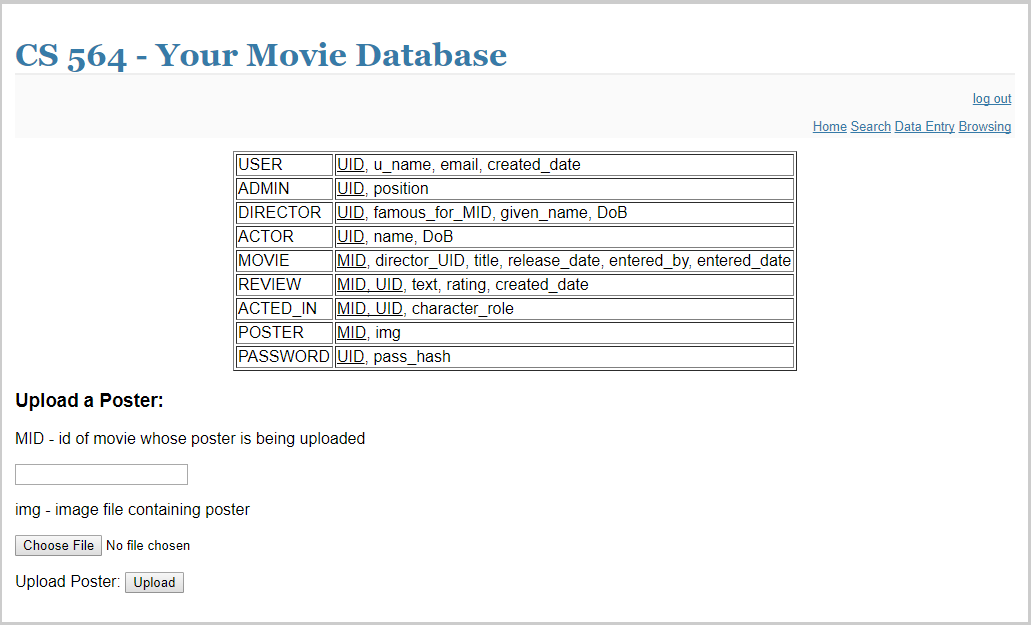 CS 564 - Your Movie Database
log out
Home Search Data Entry Browsing
USER UID, u_name, email, created_date
ADMIN UID, position
DIRECTOR UID, famous_for_MID, given_name, DoB
ACTOR UID, name, DoB
MOVIE MID, director_UID, title, release_date, entered_by, entered_date
REVIEW MID, UID, text, rating, created_date
ACTED_IN MID, UID, character_role
POSTER MID, img
PASSWORD UID, pass_hash
Upload a Poster:
MID - id of movie whose poster is being uploaded
img - image file containing poster
Choose File No file chosen
Upload Poster: Upload